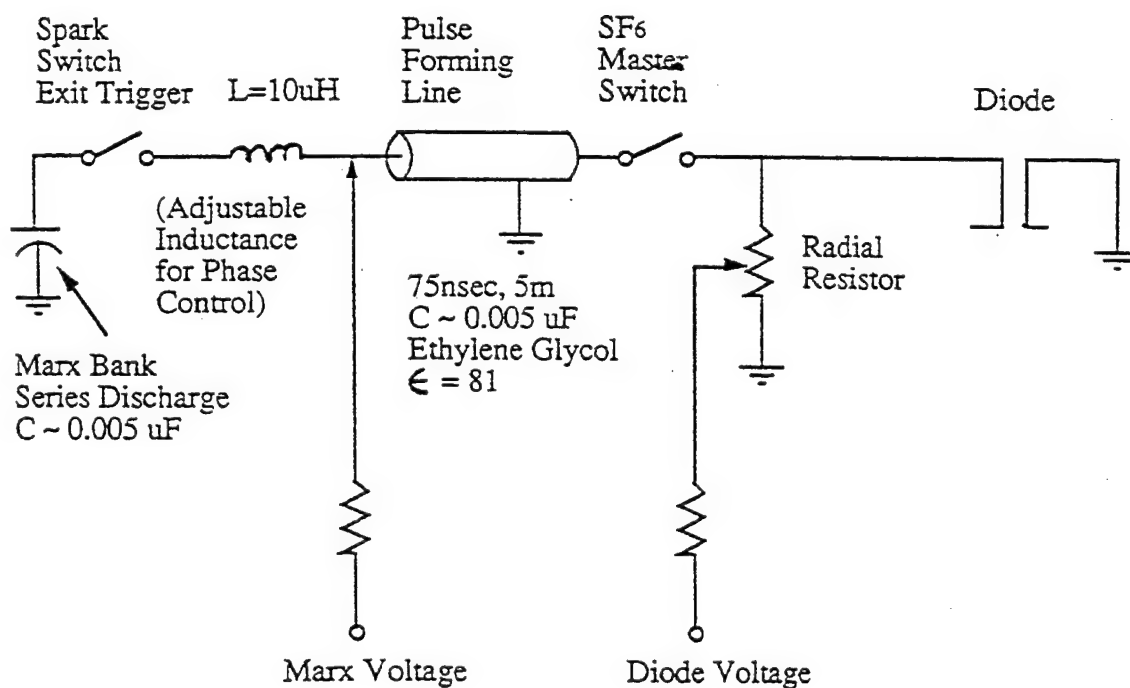 Spark
Switch
Exit Trigger
L=10uH
Pulse
Forming
Line
SF6
Master
Switch
Diode
(Adjustable
Inductance
for Phase
Control)
Radial
Resistor
75nsec, 5m
C ~ 0.005 uF
Ethylene Glycol
ϵ = 81
Marx Bank
Series Discharge
C ~ 0.005 uF
Marx Voltage
Diode Voltage